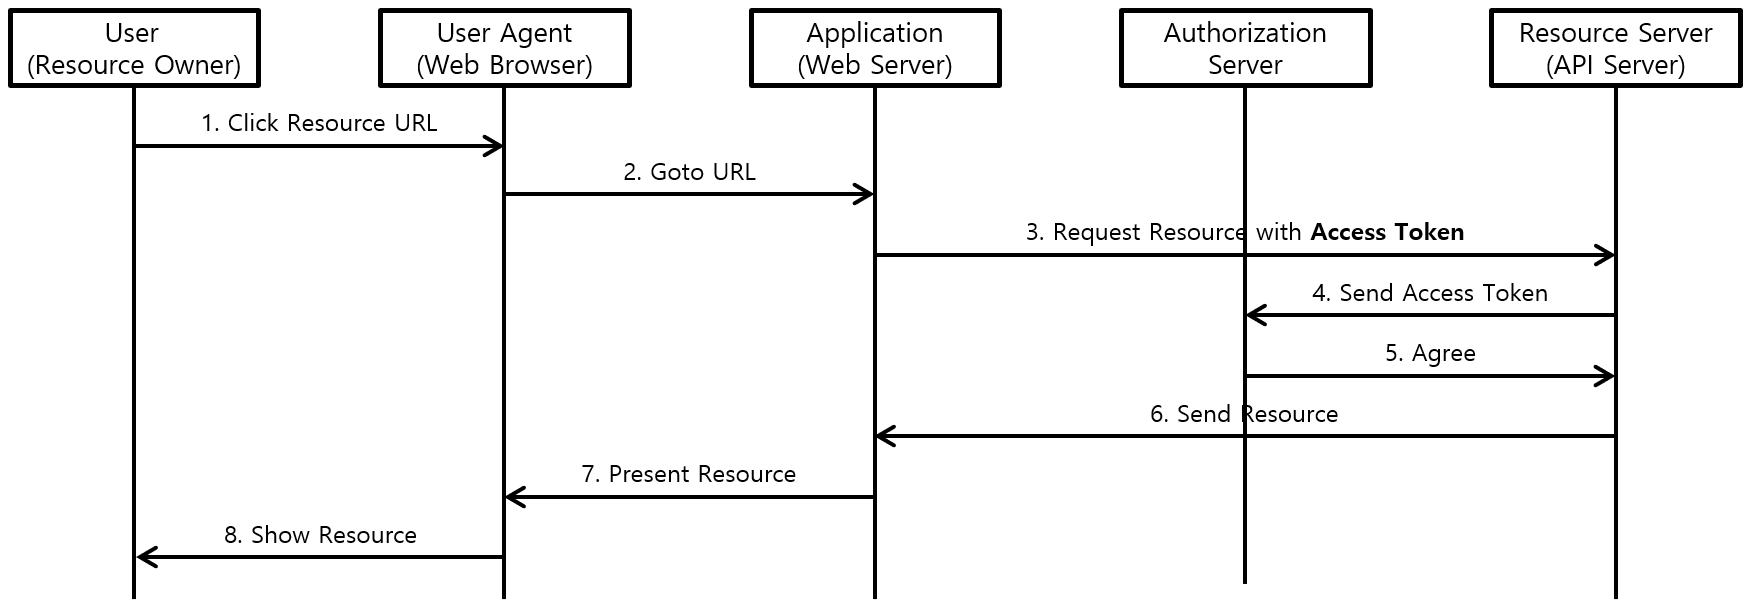 User
(Resource Owner)
User Agent
(Web Browser)
Application
(Web Server)
Authorization
Server
Resource Server
(API Server)
1. Click Resource URL
2. Goto URL
3. Request Resource with Access Token
4. Send Access Token
5. Agree
6. Send Resource
7. Present Resource
8. Show Resource